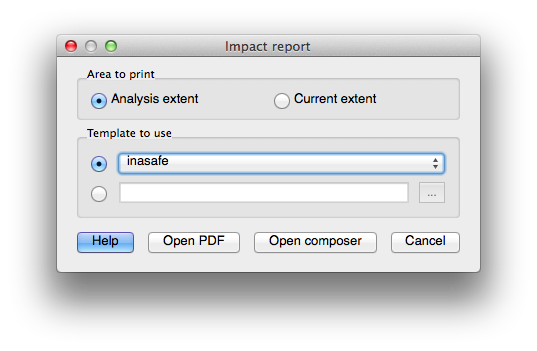 Impact report
Area to print
Analysis extent Current extent
Template to use
inasafe
...
Help Open PDF Open composer Cancel